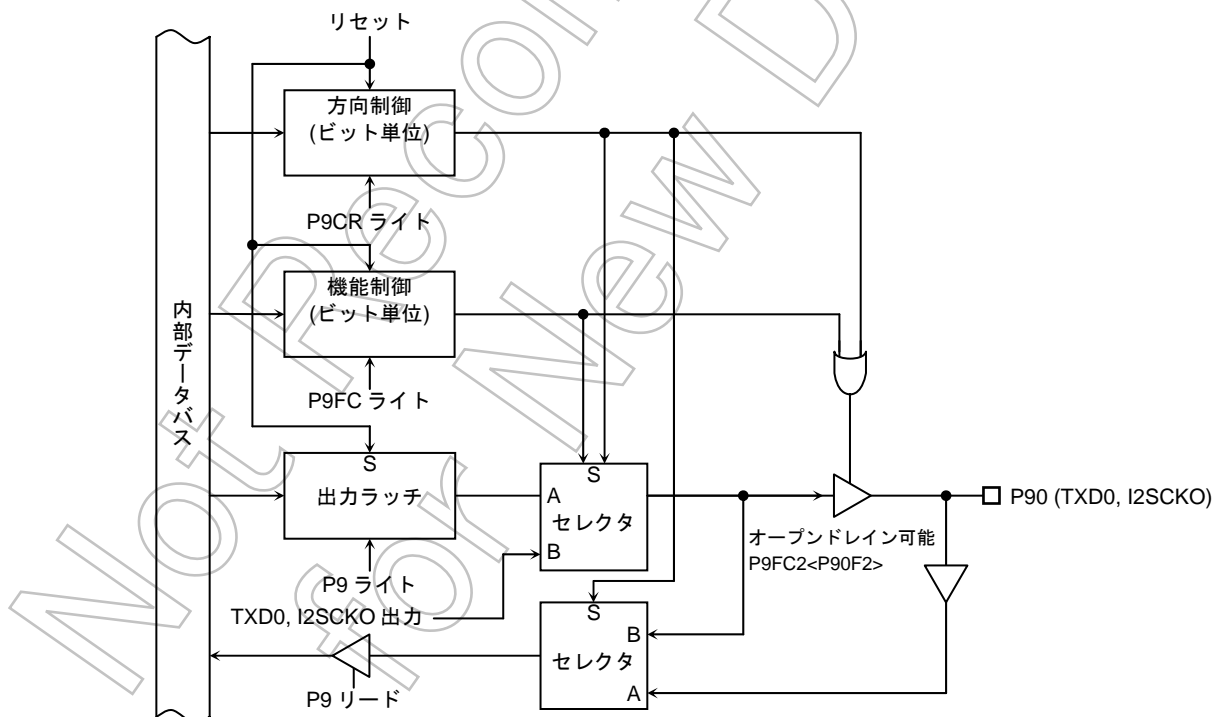 リセット
方向制御
(ビット単位)
P9CR ライト
機能制御
(ビット単位)
P9FC ライト
内部データバス
S
出力ラッチ
P9 ライト
S
A
セレクタ
B
TXD0, I2SCKO 出力
P90 (TXD0, I2SCKO)
オープンドレイン可能
P9FC2<P90F2>
S
B
セレクタ
A
P9 リード
Not Recom
for New D